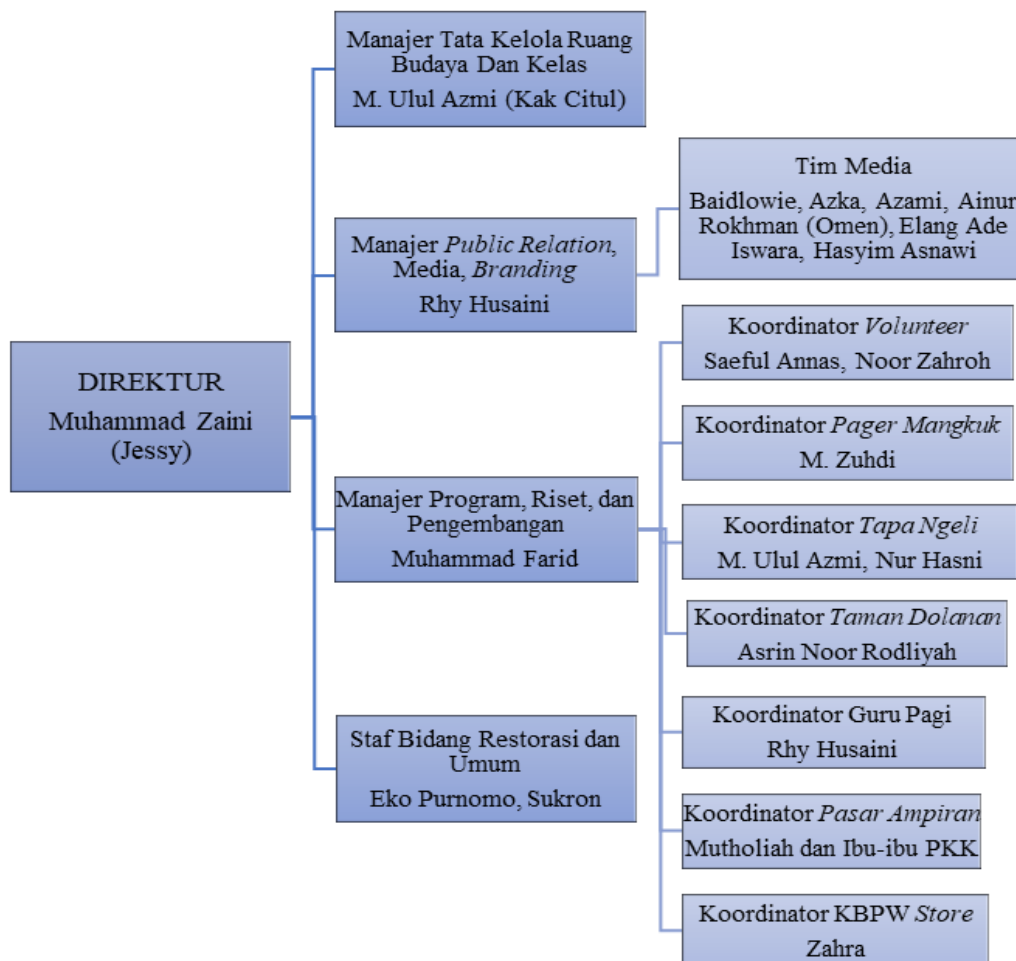 DIREKTUR
Muhammad Zaini
(Jessy)
Manajer Tata Kelola Ruang
Budaya Dan Kelas
M. Ulul Azmi (Kak Citul)
Manajer Public Relation,
Media, Branding
Rhy Husaini
Tim Media
Baidlowie, Azka, Azami, Ainur
Rokhman (Omen), Elang Ade
Iswara, Hasyim Asnawi
Manajer Program, Riset, dan
Pengembangan
Muhammad Farid
Koordinator Volunteer
Saeful Annas, Noor Zahroh
Koordinator Pager Mangkuk
M. Zuhdi
Koordinator Tapa Ngeli
M. Ulul Azmi, Nur Hasni
Koordinator Taman Dolanan
Asrin Noor Rodliyah
Koordinator Guru Pagi
Rhy Husaini
Koordinator Pasar Ampiran
Mutholiah dan Ibu-ibu PKK
Koordinator KBPW Store
Zahra
Staf Bidang Restorasi dan
Umum
Eko Purnomo, Sukron